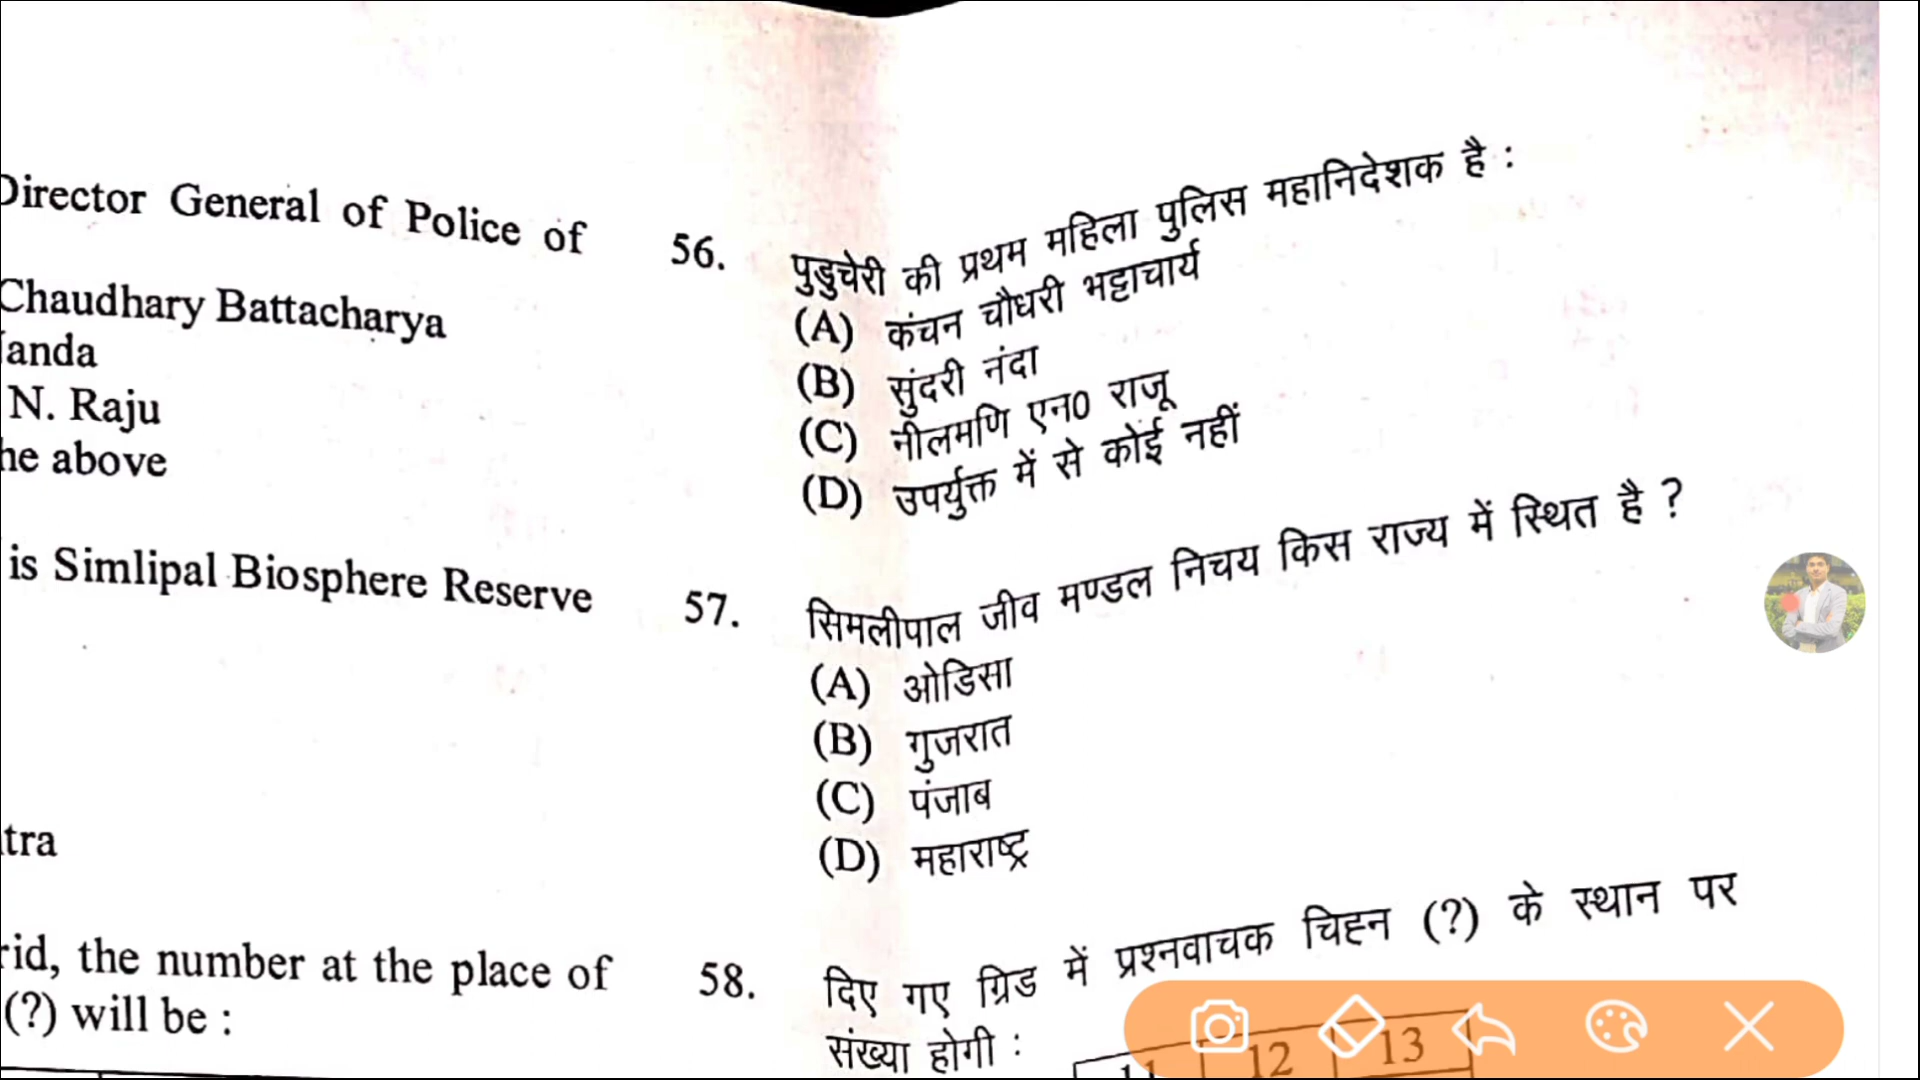 Director General of Police of
Chaudhary Battacharya
anda
N. Raju
he above
is Simlipal Biosphere Reserve
tra
rid, the number at the place of
(?) will be :
56. पुडुचेरी की प्रथम महिला पुलिस महानिदेशक है :
(A) कंचन चौधरी भट्टाचार्य
(B) सुंदरी नंदा
(C) नीलमणि एन0 राजू
(D) उपर्युक्त में से कोई नहीं
57. सिमलीपाल जीव मण्डल निचय किस राज्य में स्थित है ?
(A) ओडिसा
(B) गुजरात
(C) पंजाब
(D) महाराष्ट्र
58. दिए गए ग्रिड में प्रश्नवाचक चिह्न (?) के स्थान पर
संख्या होगी :
11 12 13